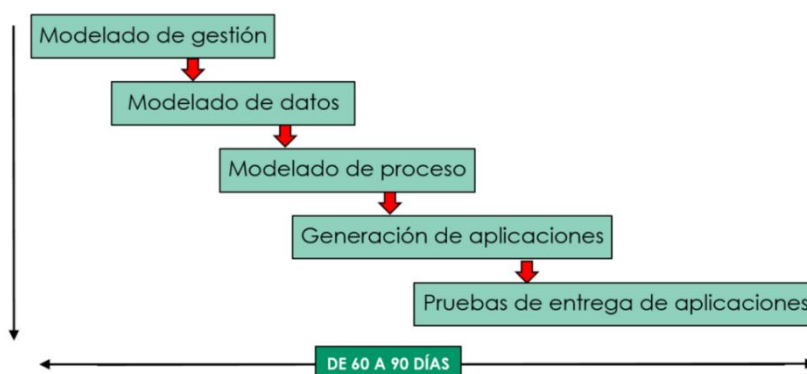 Modelado de gestión
Modelado de datos
Modelado de proceso
Generación de aplicaciones
Pruebas de entrega de aplicaciones
DE 60 A 90 DÍAS